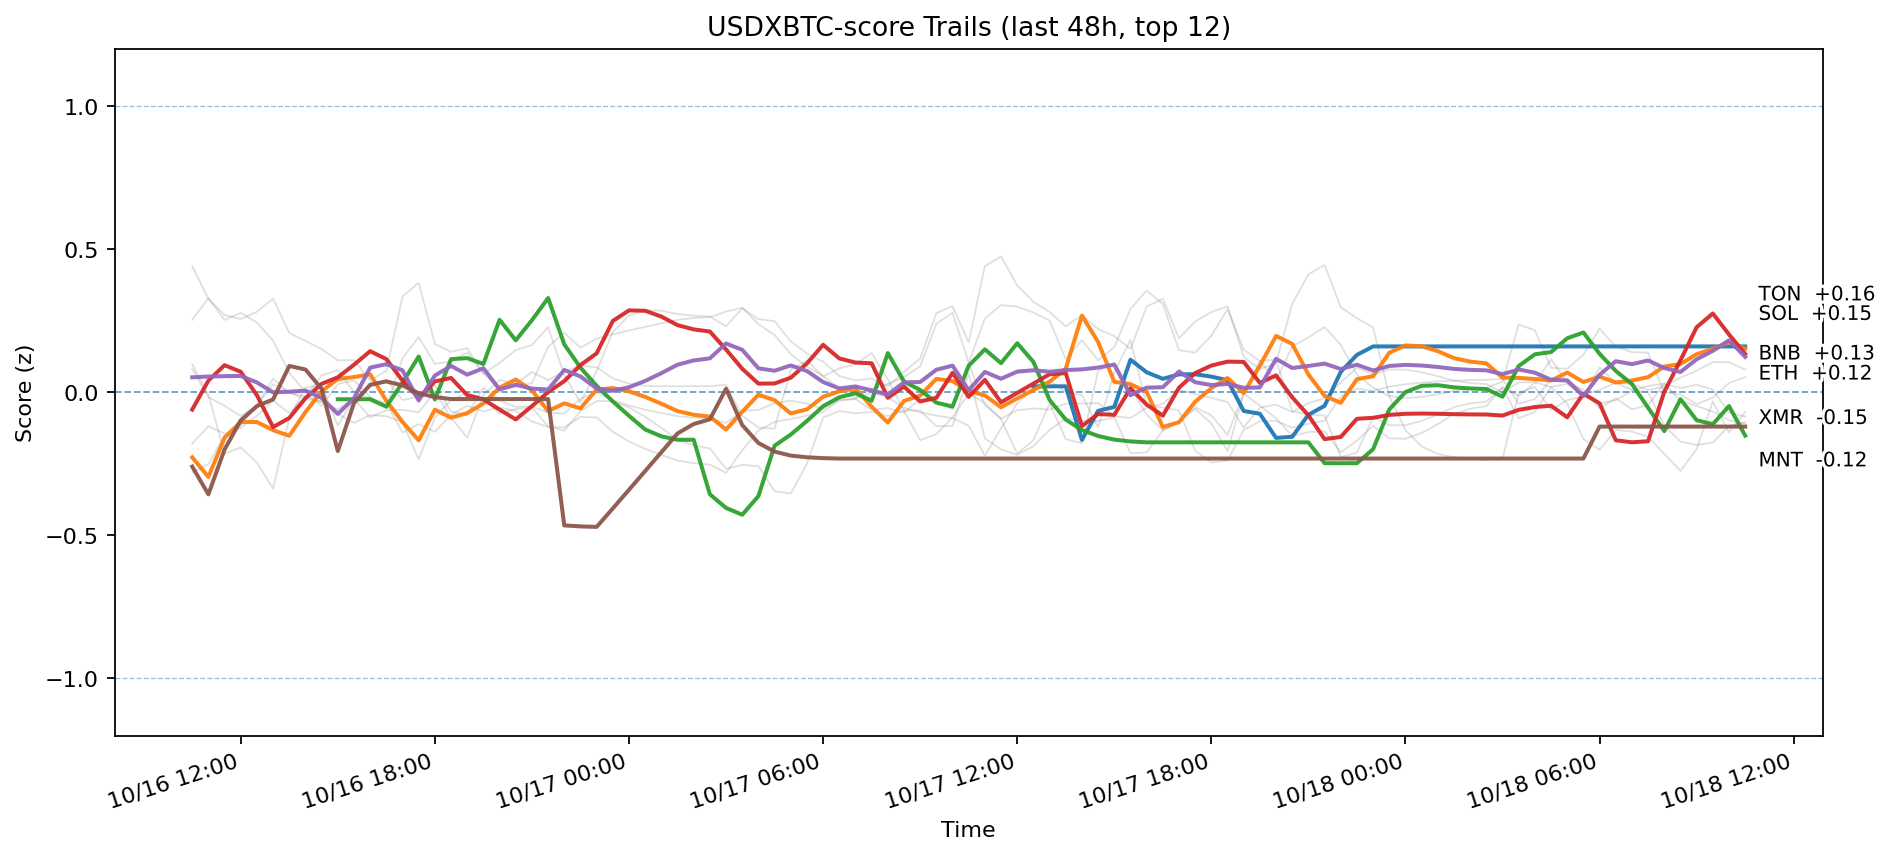 USDXBTC-score Trails (last 48h, top 12)
Score (z)
1.0
0.5
0.0
−0.5
−1.0
TON +0.16
SOL +0.15
BNB +0.13
ETH +0.12
XMR -0.15
MNT -0.12
10/16 12:00
10/16 18:00
10/17 00:00
10/17 06:00
10/17 12:00
10/17 18:00
10/18 00:00
10/18 06:00
10/18 12:00
Time